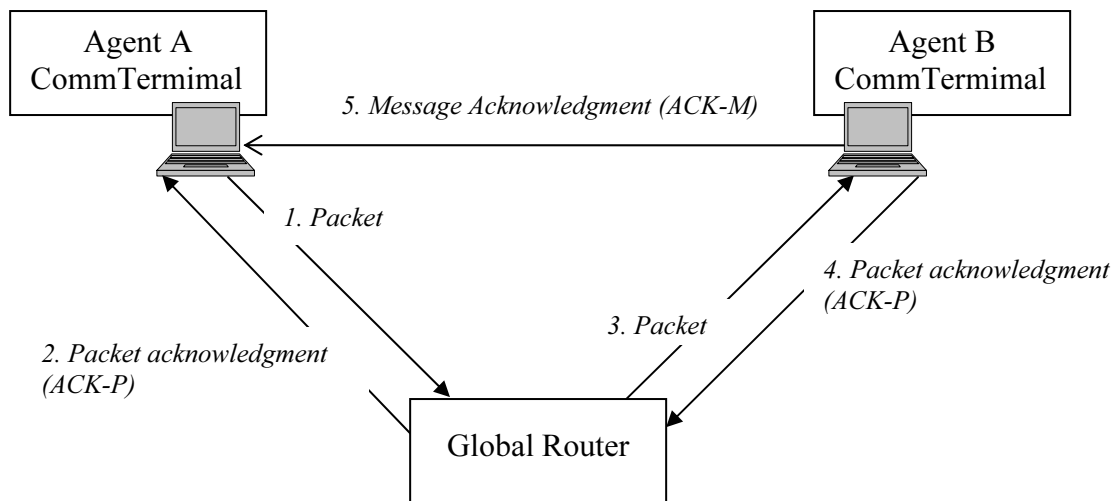 Agent A
CommTermimal
Agent B
CommTermimal
5. Message Acknowledgment (ACK-M)
1. Packet
4. Packet acknowledgment
(ACK-P)
3. Packet
2. Packet acknowledgment
(ACK-P)
Global Router